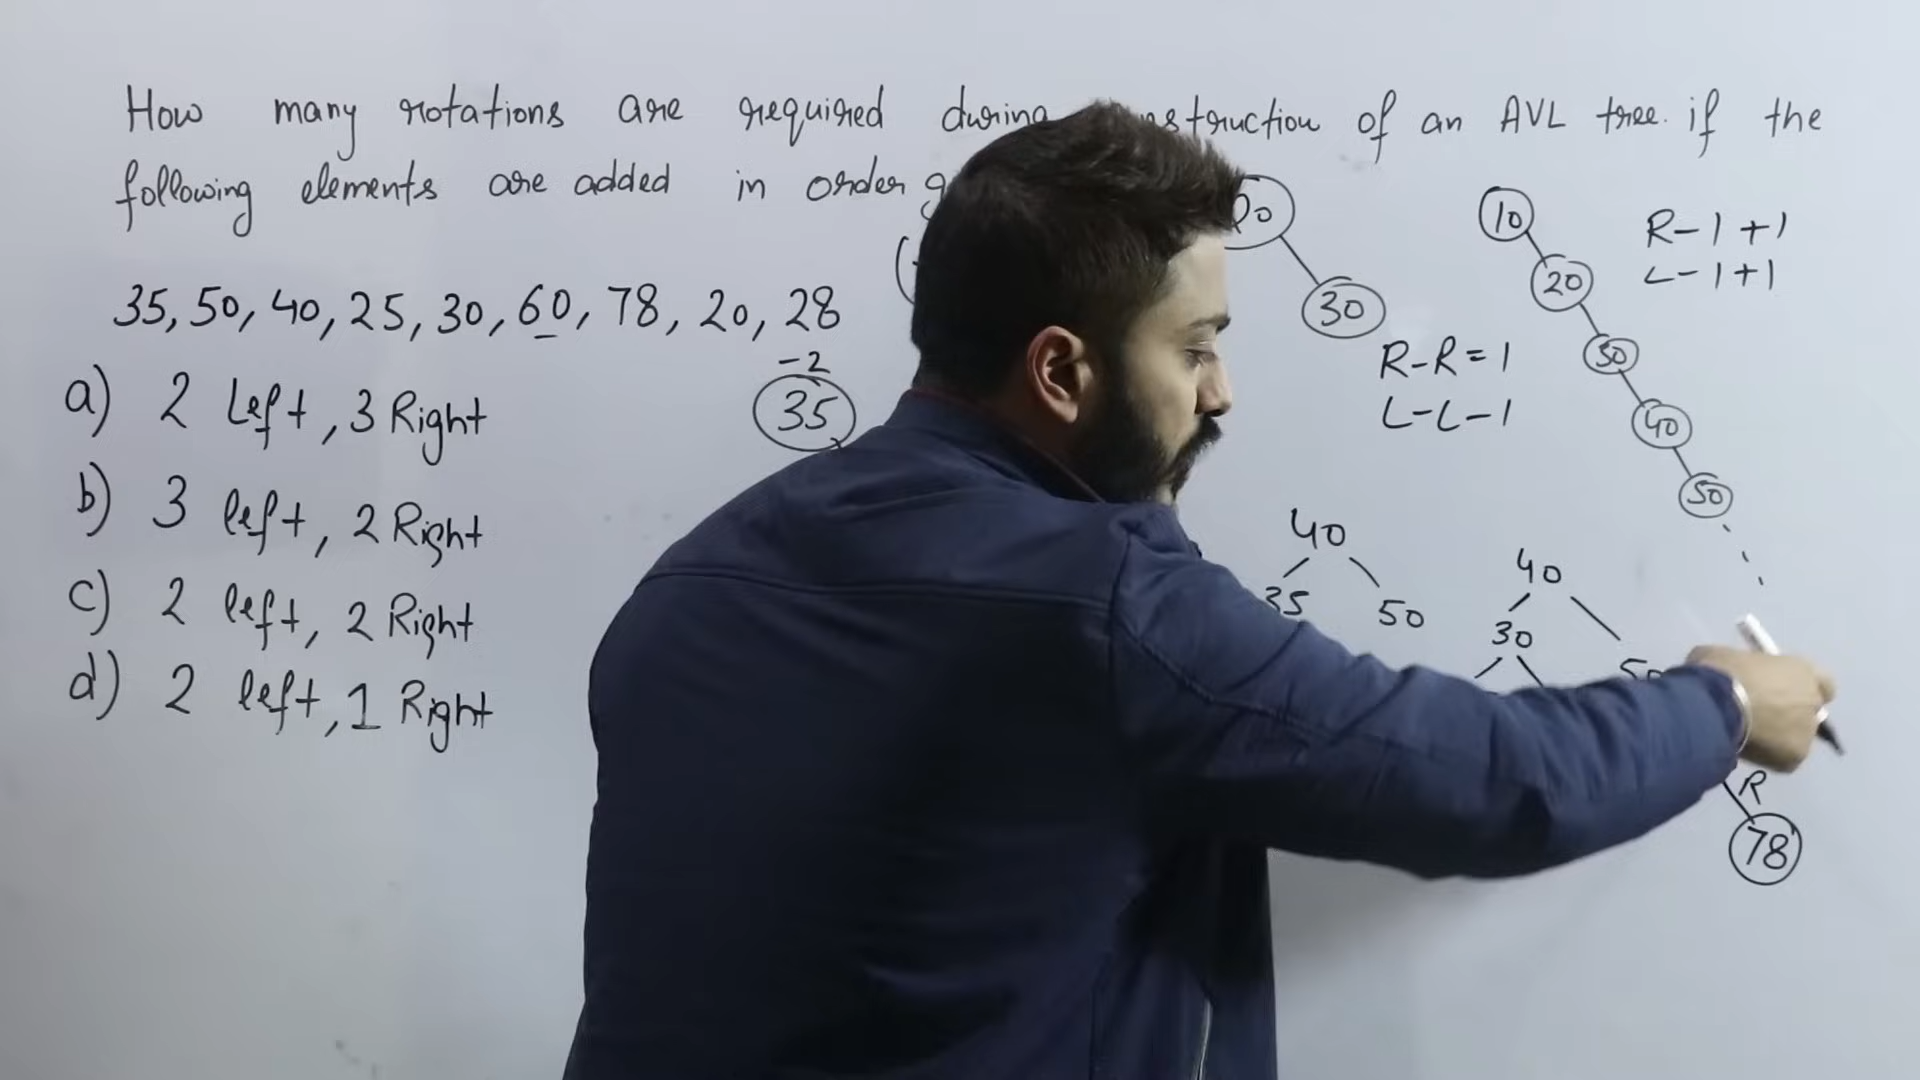 How many rotations are required during struction of an AVL tree. if the
following elements are added in order g
35, 50, 40, 25, 30, 60, 78, 20, 28
a) 2 Left, 3 Right
b) 3 left, 2 Right
c) 2 left, 2 Right
d) 2 left, 1 Right
-2
35
30
R-R=1
L-L-1
10
20
30
40
50
R-1+1
L-1+1
40
35 50
40
30
50
R
78